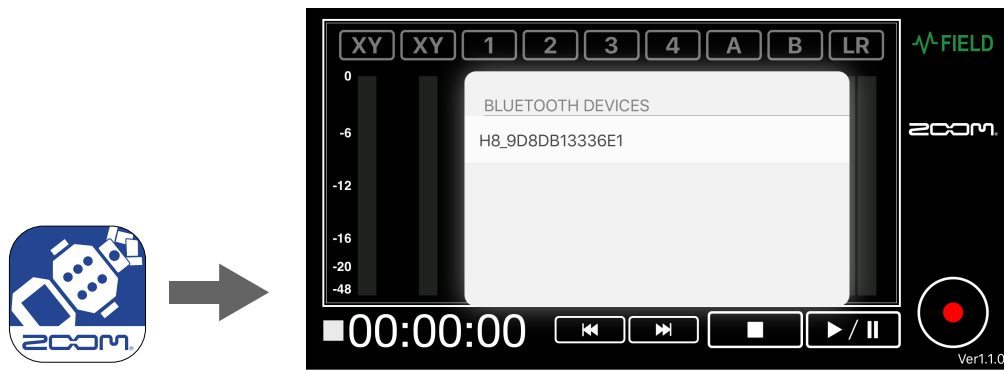 XY XY 1 2 3 4 A B LR
FIELD
0
BLUETOOTH DEVICES
-6
H8_9D8DB13336E1
ZOOM
-12
-16
-20
-48
ZOOM
00:00:00
Ver1.1.0